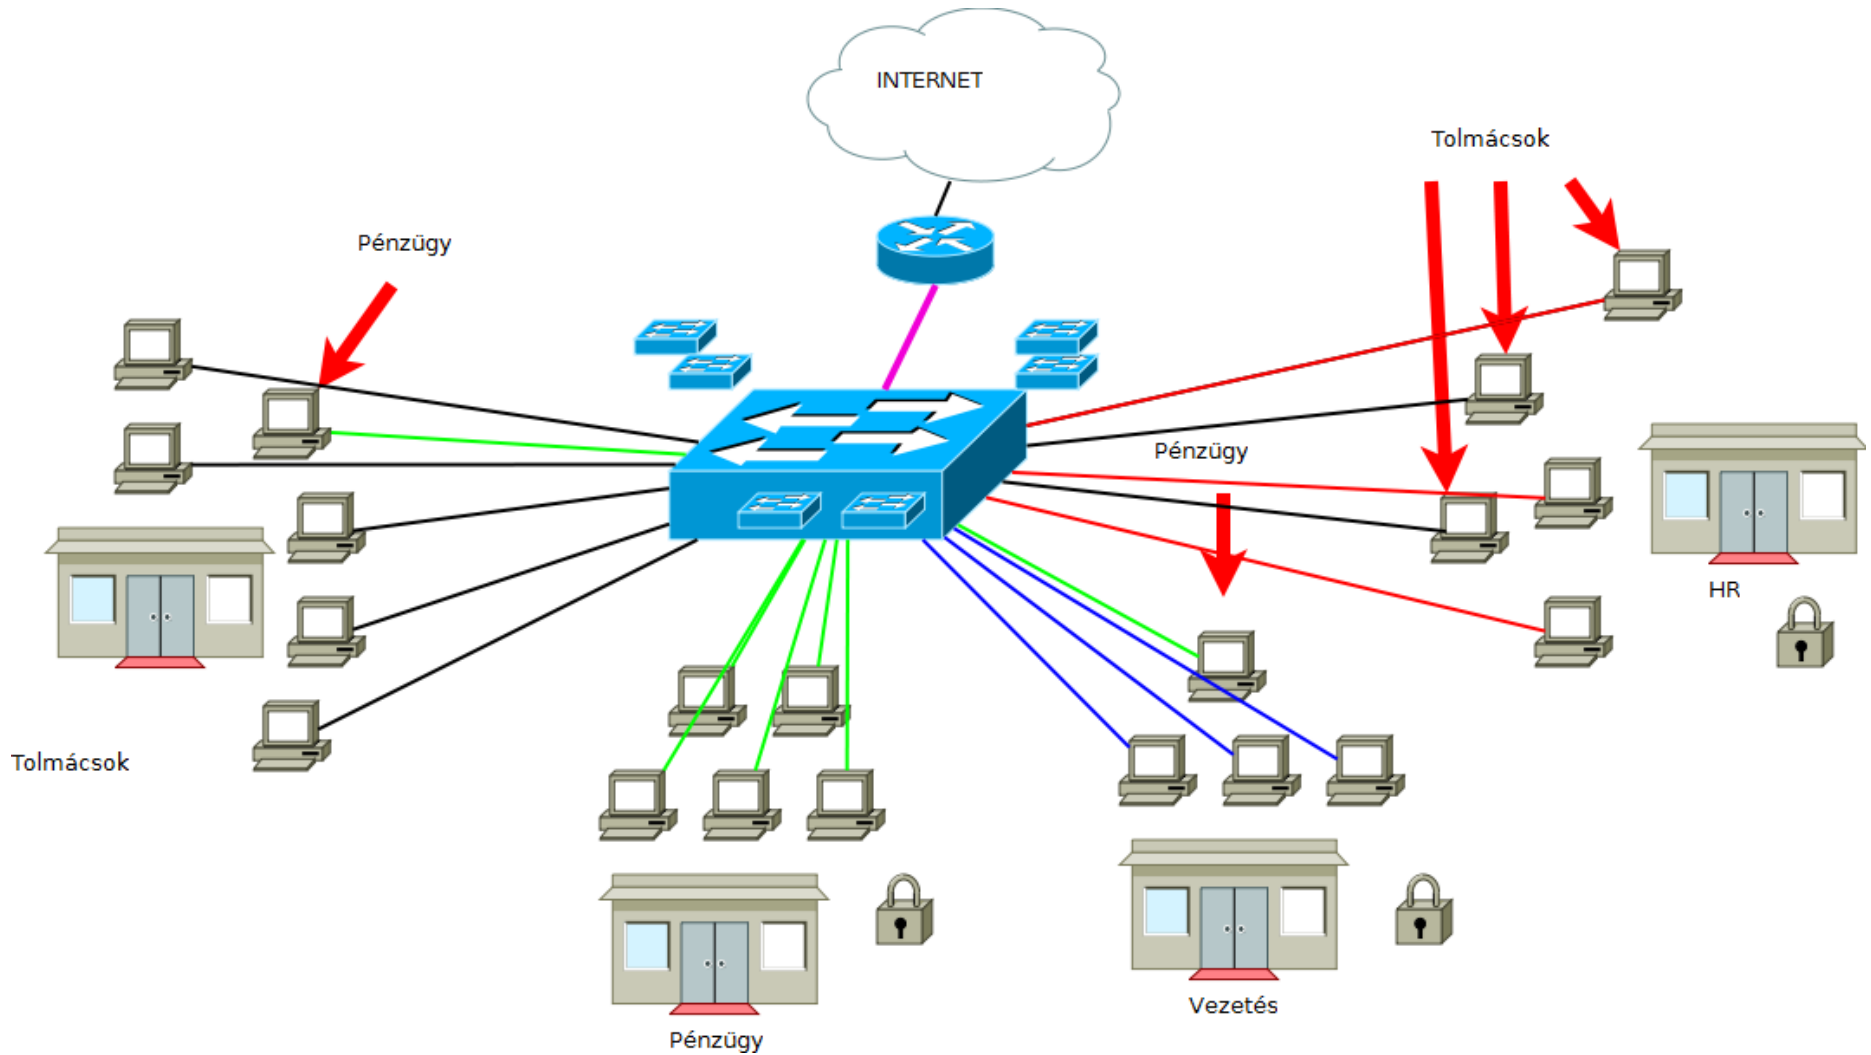 INTERNET
Tolmácsok
Pénzügy
Pénzügy
HR
Tolmácsok
Vezetés
Pénzügy